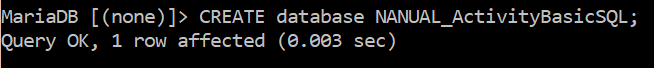 MariaDB [(none)]> CREATE database NANUAL_ActivityBasicSQL;
Query OK, 1 row affected (0.003 sec)